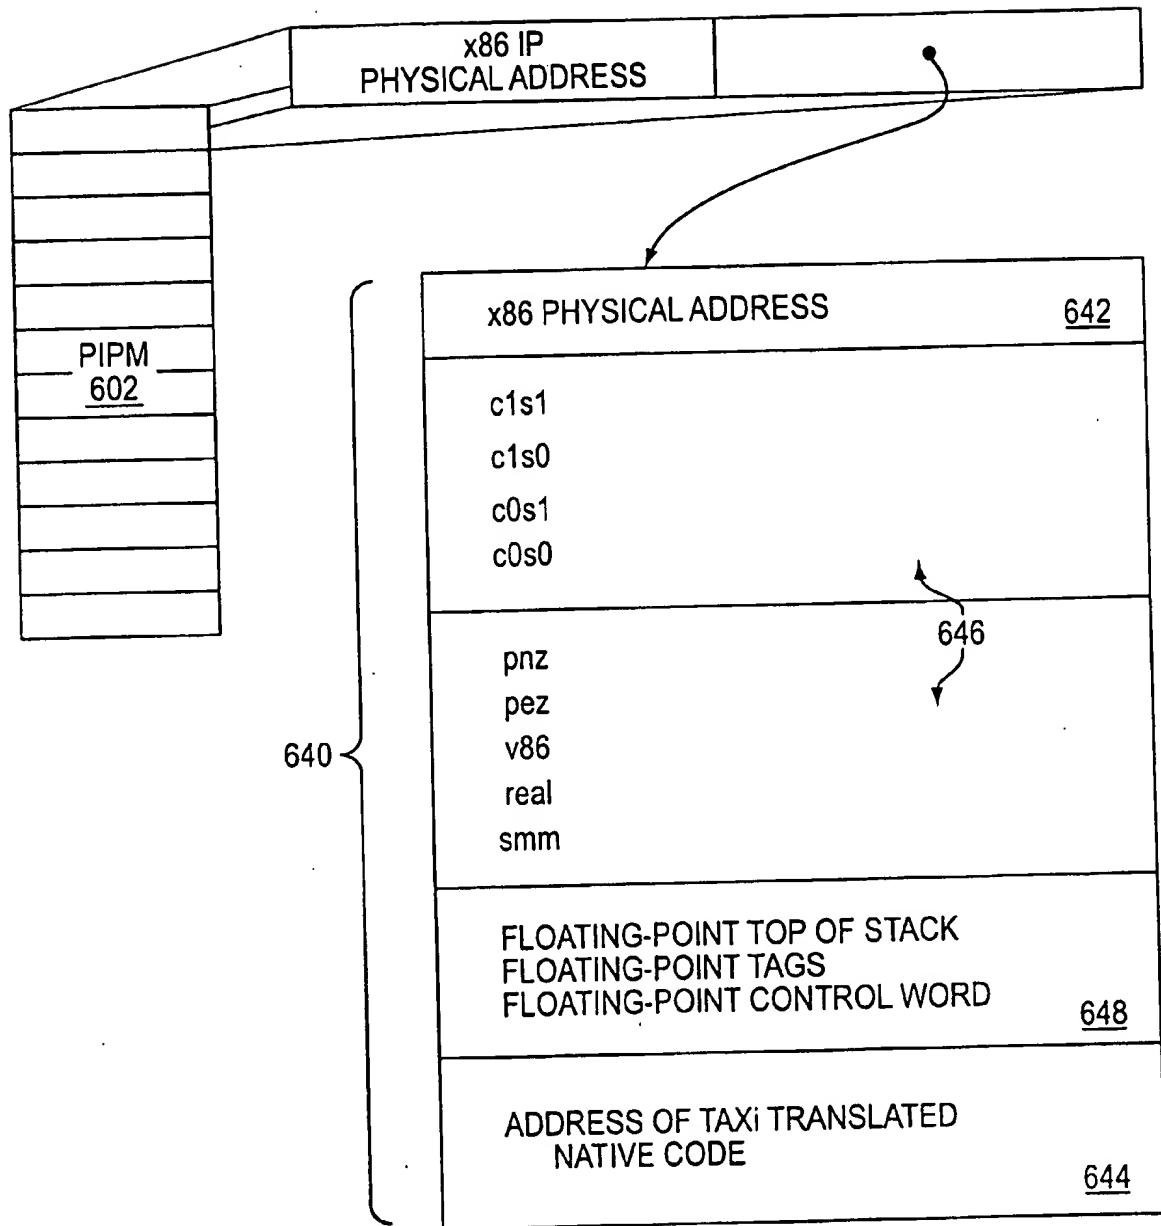 x86 IP
PHYSICAL ADDRESS
PIPM
602
x86 PHYSICAL ADDRESS 642
c1s1
c1s0
c0s1
c0s0
646
pnz
pez
v86
real
smm
640
FLOATING-POINT TOP OF STACK
FLOATING-POINT TAGS
FLOATING-POINT CONTROL WORD 648
ADDRESS OF TAXi TRANSLATED
NATIVE CODE
644